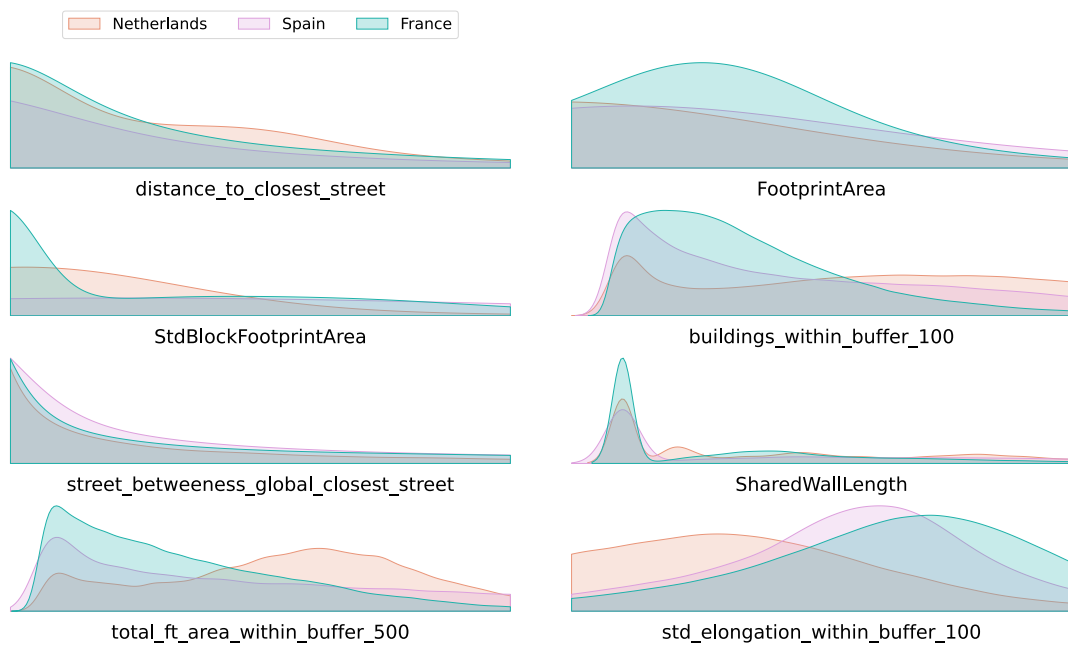 Netherlands Spain France
distance_to_closest_street FootprintArea
StdBlockFootprintArea buildings_within_buffer_100
street_betweeness_global_closest_street SharedWallLength
total_ft_area_within_buffer_500 std_elongation_within_buffer_100